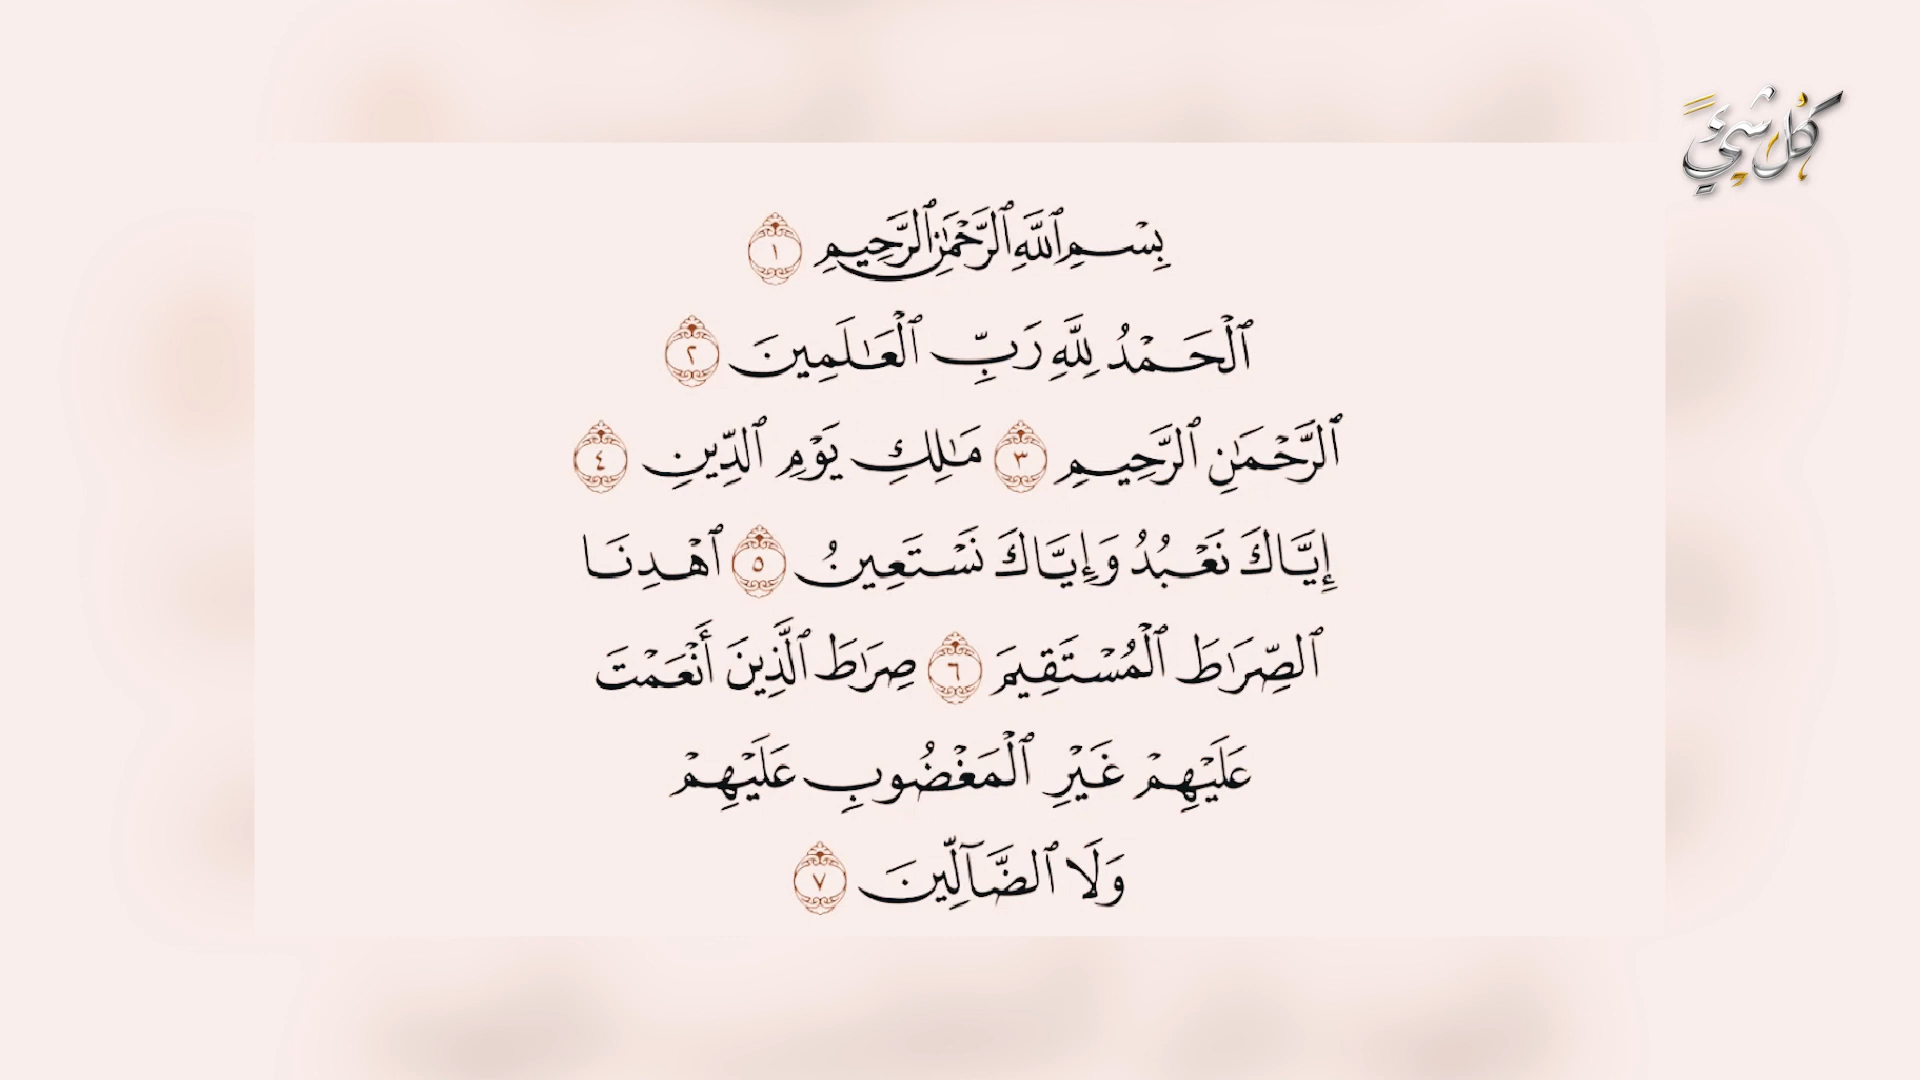 كل شيء
بِسْمِ ٱللَّهِ ٱلرَّحْمَٰنِ ٱلرَّحِيمِ ١
ٱلْحَمْدُ لِلَّهِ رَبِّ ٱلْعَٰلَمِينَ ٢
ٱلرَّحْمَٰنِ ٱلرَّحِيمِ ٣ مَٰلِكِ يَوْمِ ٱلدِّينِ ٤
إِيَّاكَ نَعْبُدُ وَإِيَّاكَ نَسْتَعِينُ ٥ ٱهْدِنَا
ٱلصِّرَٰطَ ٱلْمُسْتَقِيمَ ٦ صِرَٰطَ ٱلَّذِينَ أَنْعَمْتَ
عَلَيْهِمْ غَيْرِ ٱلْمَغْضُوبِ عَلَيْهِمْ
وَلَا ٱلضَّآلِّينَ ٧